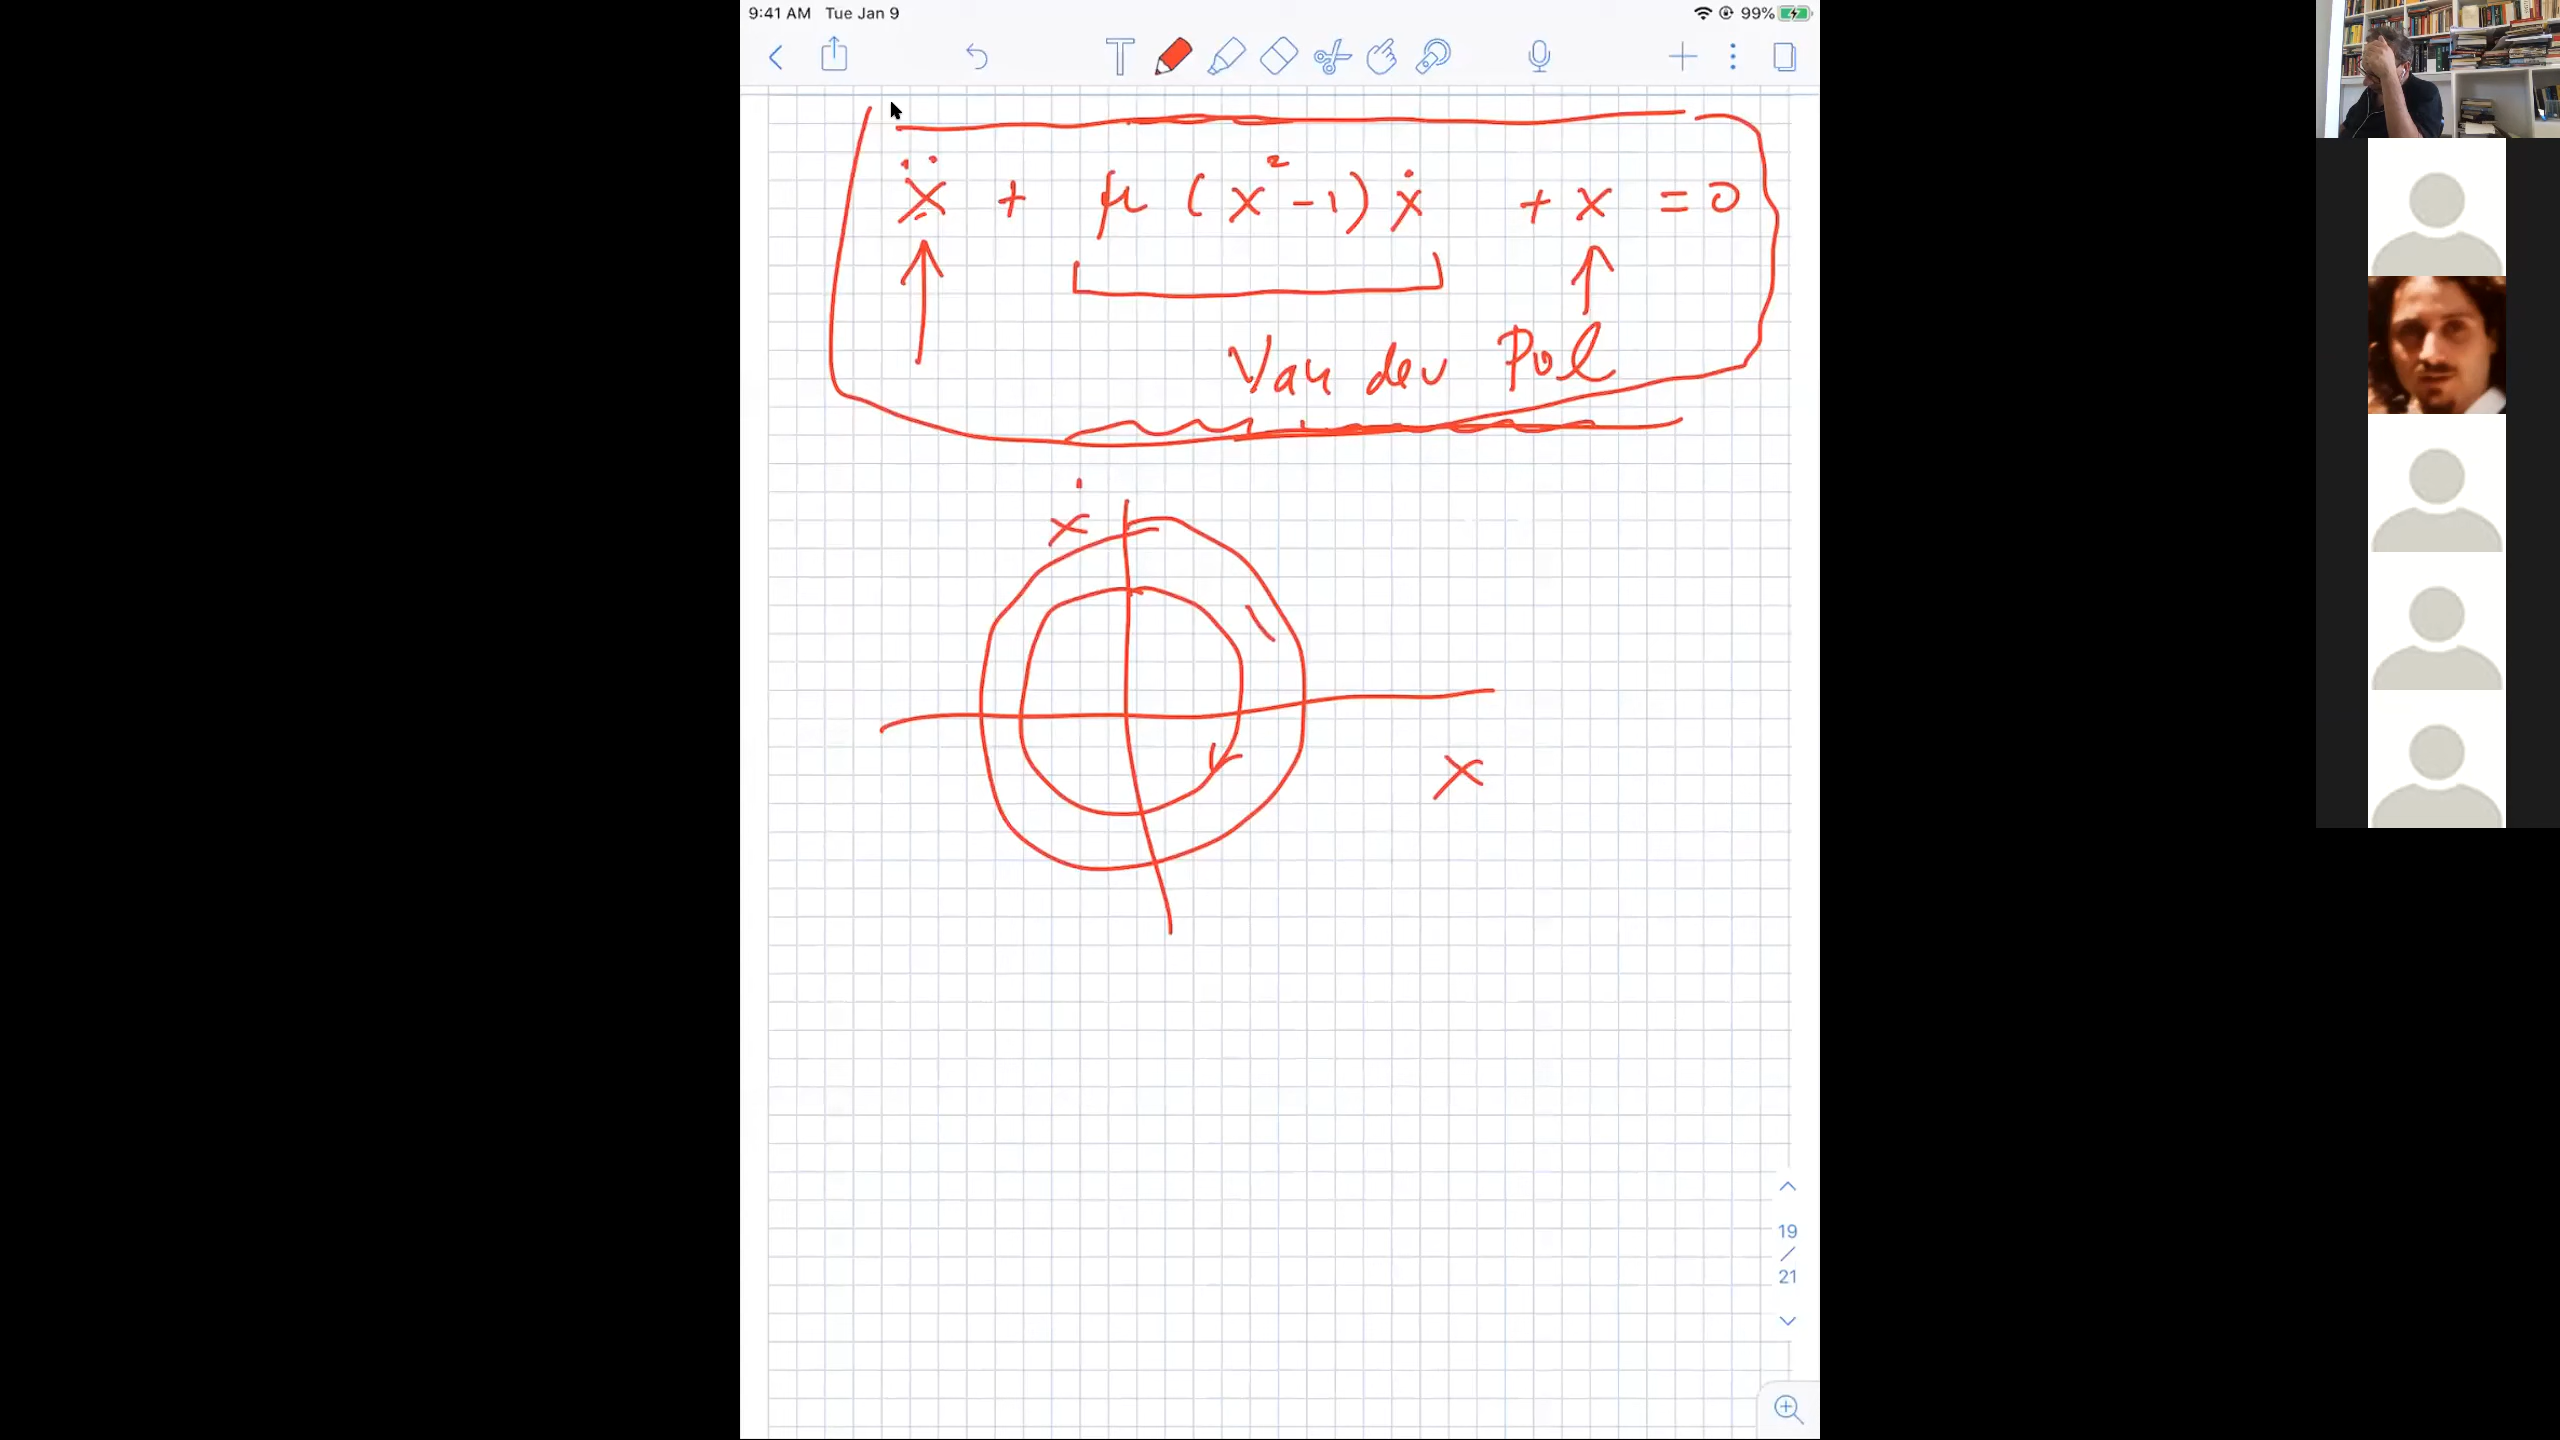 9:41 AM Tue Jan 9 99%
T
ẍ + μ (x² -1) ẋ + x = 0
Van der Pol
ẋ
x
19
/
21